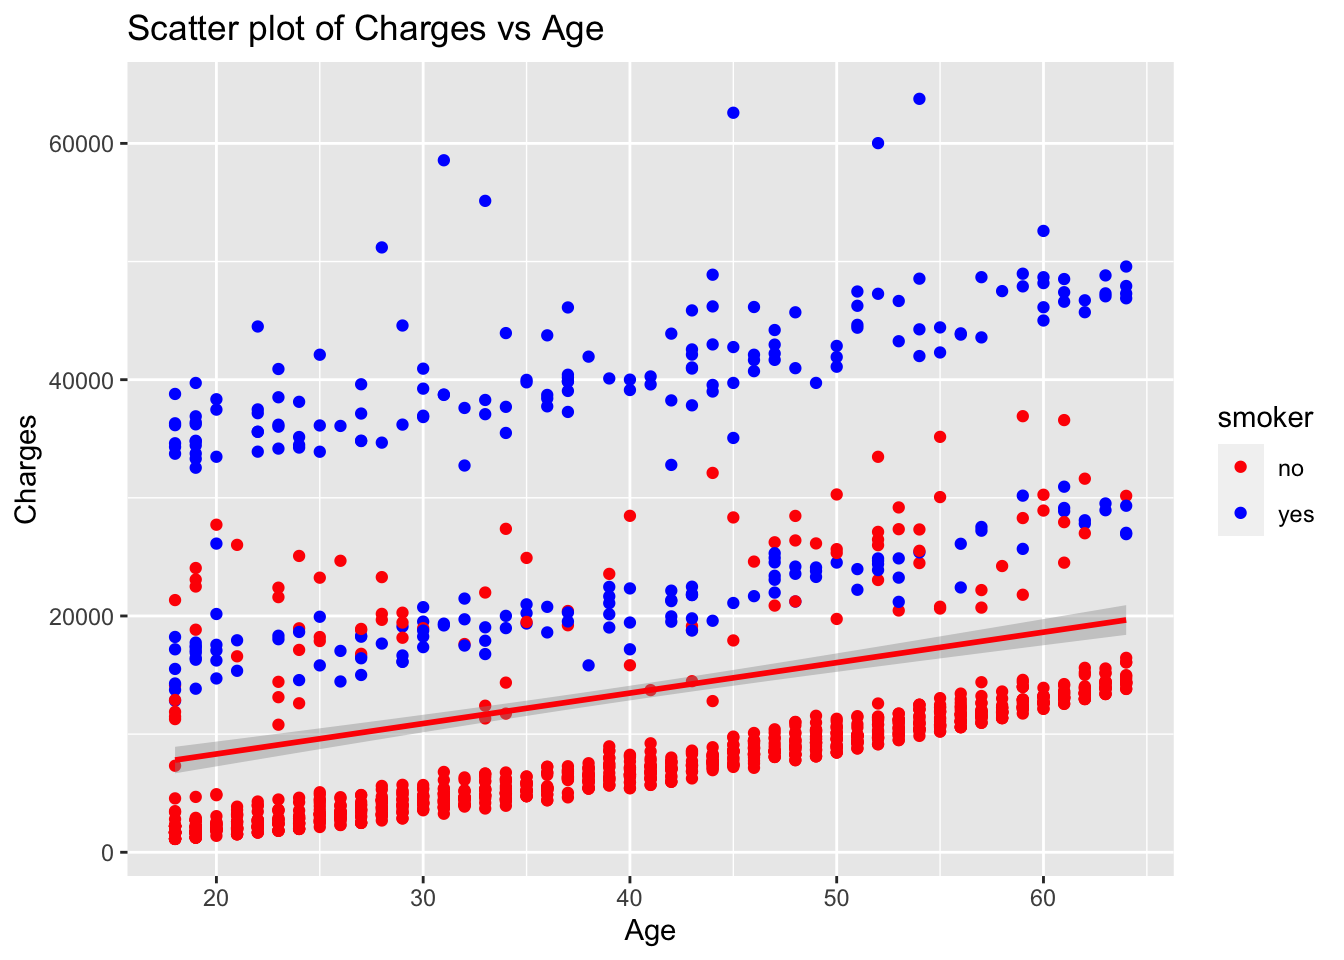 Scatter plot of Charges vs Age
60000
40000
20000
0
Charges
20 30 40 50 60
Age
smoker
no
yes